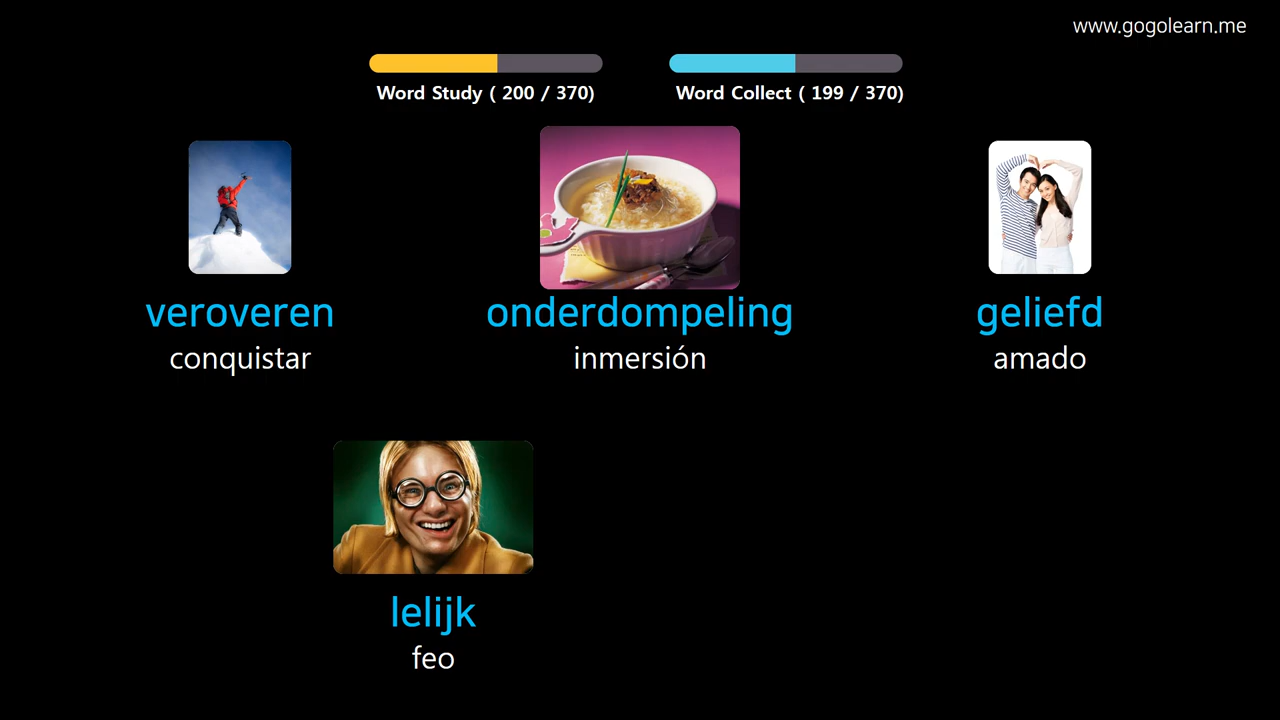 www.gogolearn.me
Word Study ( 200 / 370)
Word Collect ( 199 / 370)
veroveren
conquistar
onderdompeling
inmersión
geliefd
amado
lelijk
feo